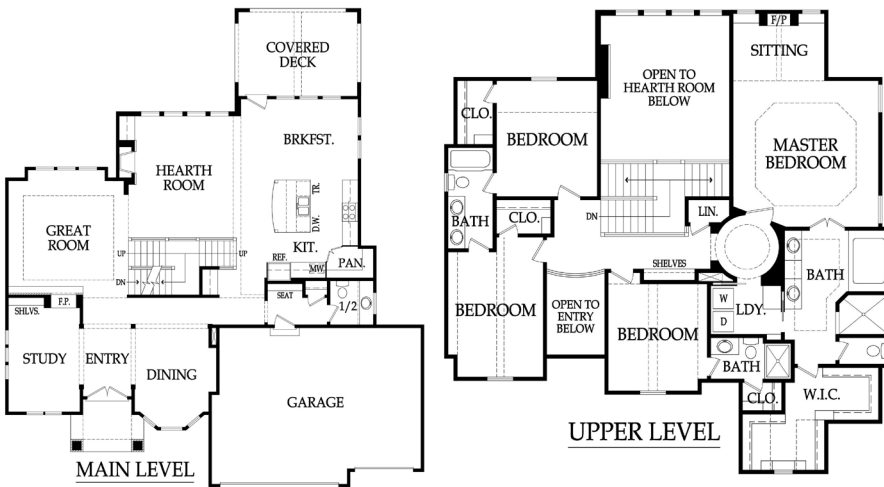 COVERED
DECK
BRKFST.
HEARTH
ROOM
TR.
D.W.
GREAT
ROOM
KIT.
UP
UP
DN
REF.
MW.
PAN.
SEAT
1/2
F.P.
SHLVS.
STUDY
ENTRY
DINING
GARAGE
MAIN LEVEL
F/P
SITTING
OPEN TO
HEARTH ROOM
BELOW
CLO.
BEDROOM
MASTER
BEDROOM
BATH
CLO.
DN
LIN.
SHELVES
BATH
BEDROOM
OPEN TO
ENTRY
BELOW
BEDROOM
W
D
LDY.
BATH
CLO.
W.I.C.
UPPER LEVEL